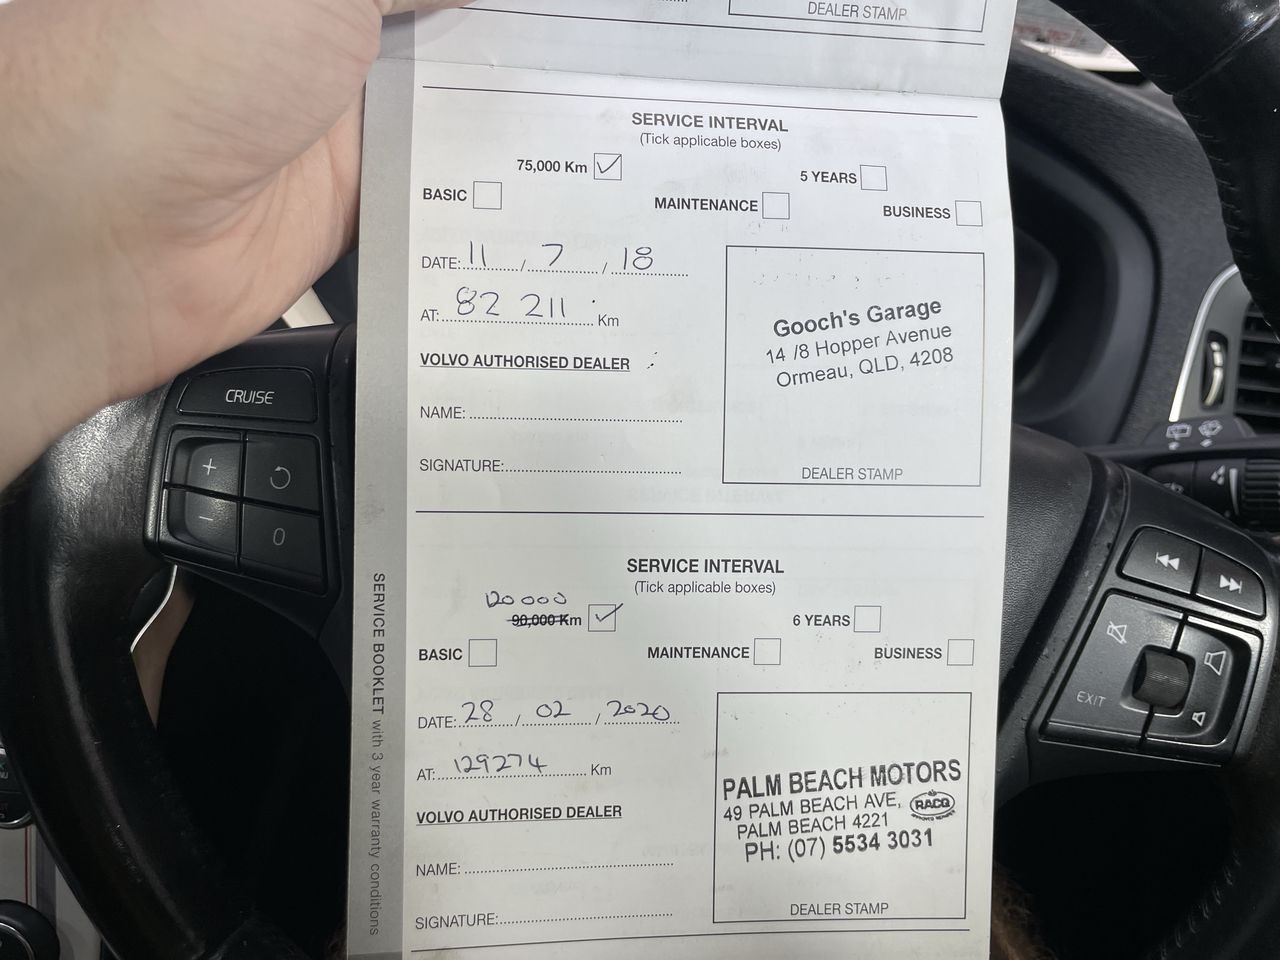 DEALER STAMP
SERVICE INTERVAL
(Tick applicable boxes)
75,000 Km
5 YEARS
BASIC
MAINTENANCE
BUSINESS
DATE: 11 / 7 / 18
AT: 82 211 Km
VOLVO AUTHORISED DEALER
NAME:
SIGNATURE:
Gooch's Garage
14 /8 Hopper Avenue
Ormeau, QLD, 4208
DEALER STAMP
SERVICE INTERVAL
(Tick applicable boxes)
120 000
90,000 Km
6 YEARS
BASIC
MAINTENANCE
BUSINESS
DATE: 28 / 02 / 2020
AT: 129274 Km
VOLVO AUTHORISED DEALER
NAME:
SIGNATURE:
PALM BEACH MOTORS
49 PALM BEACH AVE,
RACQ
PALM BEACH 4221
PH: (07) 5534 3031
DEALER STAMP
SERVICE BOOKLET with 3 year warranty conditions
CRUISE
+
−
0
EXIT